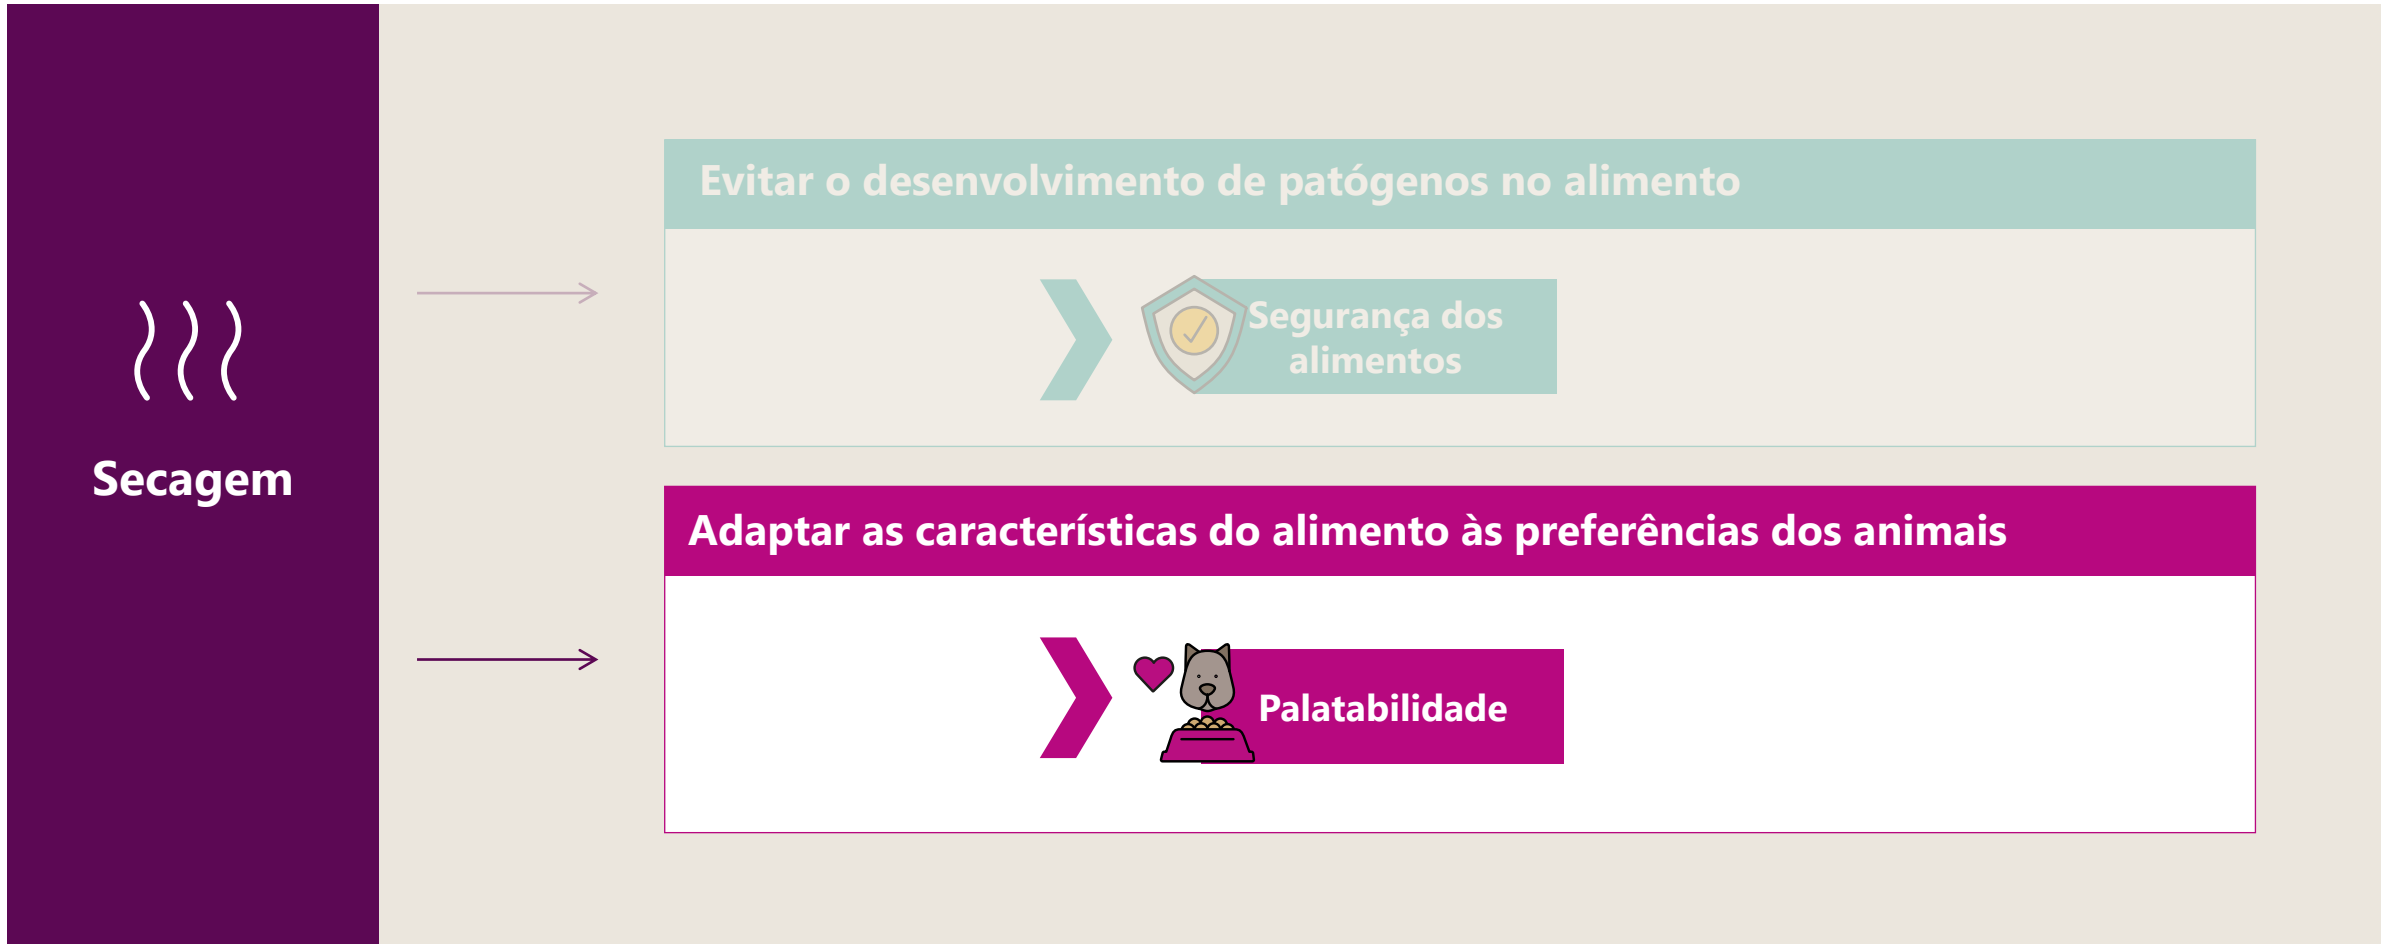 Secagem
Evitar o desenvolvimento de patógenos no alimento
Segurança dos
alimentos
Adaptar as características do alimento às preferências dos animais
Palatabilidade